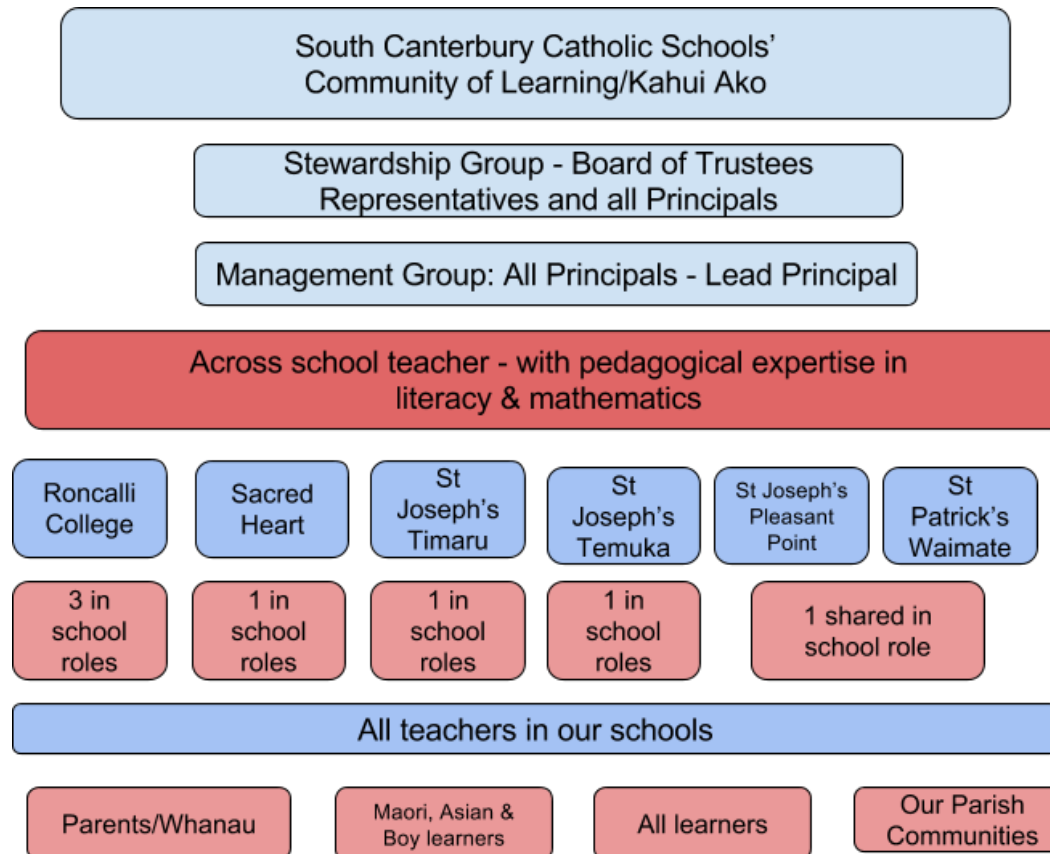 South Canterbury Catholic Schools’
Community of Learning/Kahui Ako
Stewardship Group - Board of Trustees
Representatives and all Principals
Management Group: All Principals - Lead Principal
Across school teacher - with pedagogical expertise in
literacy & mathematics
Roncalli
College
Sacred
Heart
St
Joseph’s
Timaru
St
Joseph’s
Temuka
St Joseph’s
Pleasant
Point
St
Patrick’s
Waimate
3 in
school
roles
1 in
school
roles
1 in
school
roles
1 in
school
roles
1 shared in
school role
All teachers in our schools
Parents/Whanau
Maori, Asian &
Boy learners
All learners
Our Parish
Communities